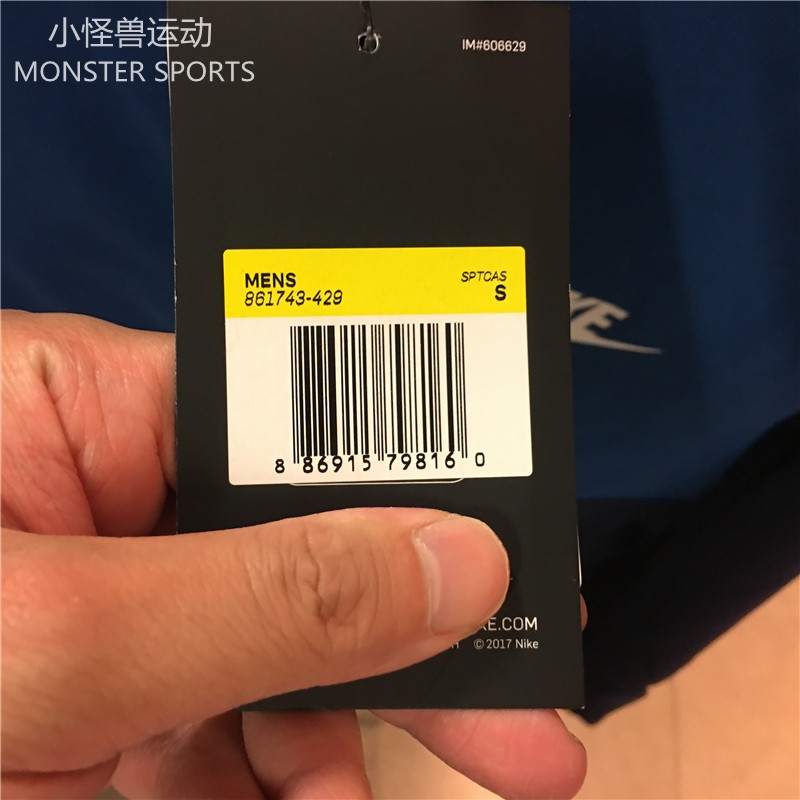 小怪兽运动
MONSTER SPORTS
IM#606629
MENS
SPTCAS
861743-429
S
8 86915 79816 0
KE.COM
© 2017 Nike